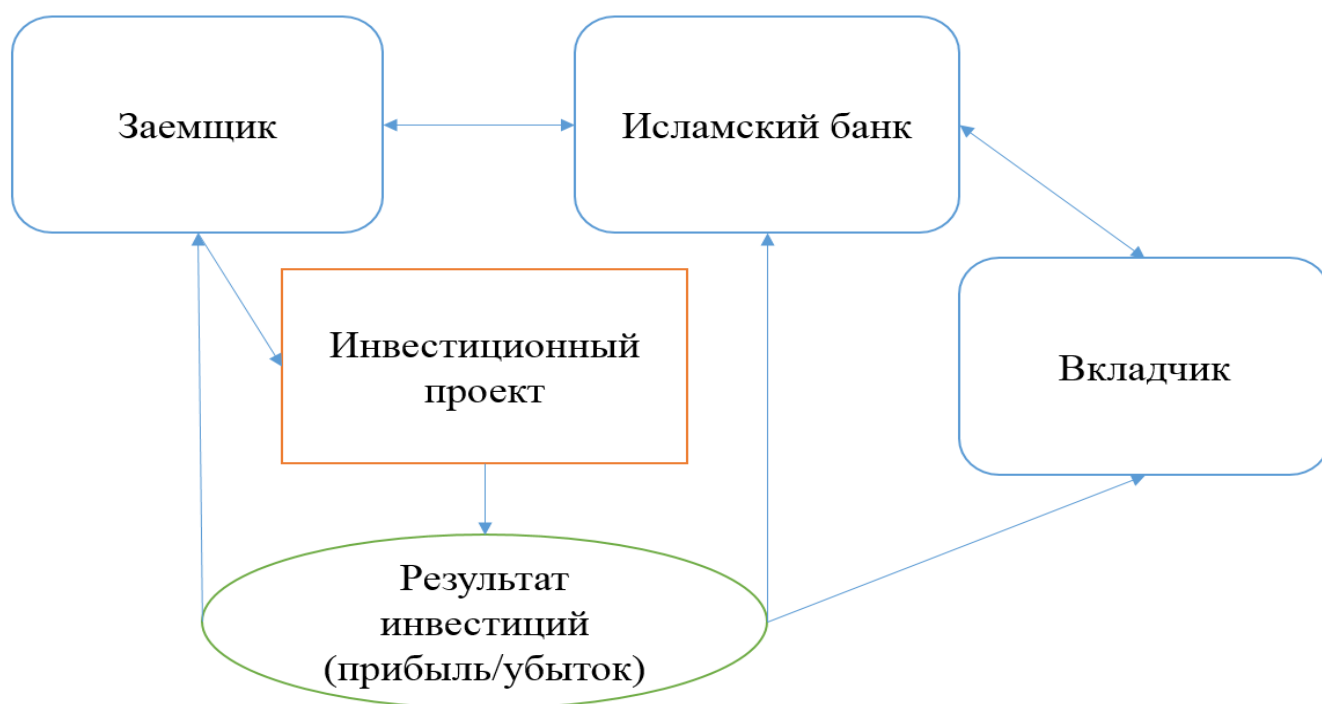 Заемщик
Исламский банк
Инвестиционный
проект
Вкладчик
Результат
инвестиций
(прибыль/убыток)